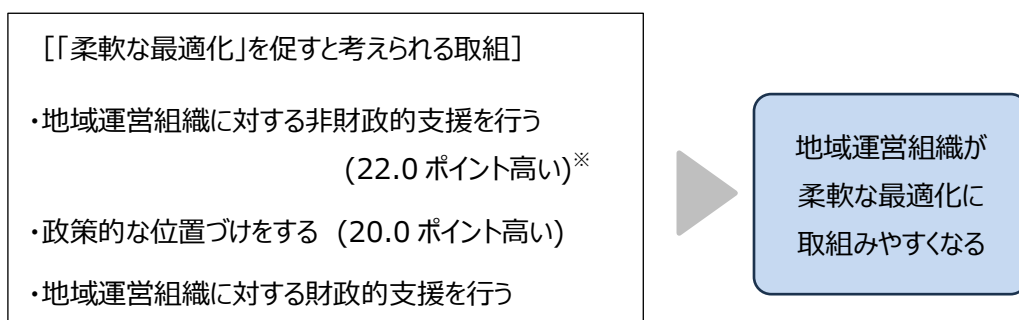 ［「柔軟な最適化」を促すと考えられる取組］
・地域運営組織に対する非財政的支援を行う
（22.0 ポイント高い）※
・政策的な位置づけをする （20.0 ポイント高い）
・地域運営組織に対する財政的支援を行う
地域運営組織が
柔軟な最適化に
取組みやすくなる